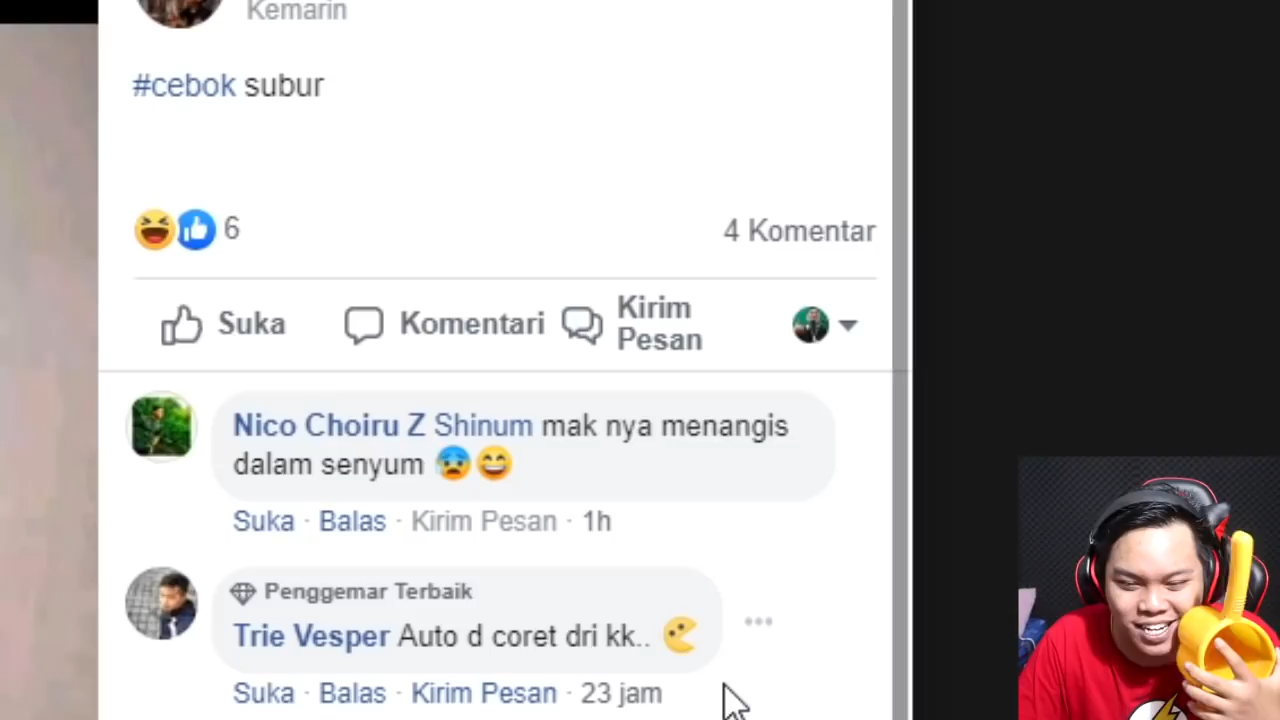 Kemarin
#cebok subur
6
4 Komentar
Suka
Komentari
Kirim
Pesan
Nico Choiru Z Shinum mak nya menangis
dalam senyum
Suka · Balas · Kirim Pesan · 1h
Penggemar Terbaik
Trie Vesper Auto d coret dri kk..
Suka · Balas · Kirim Pesan · 23 jam